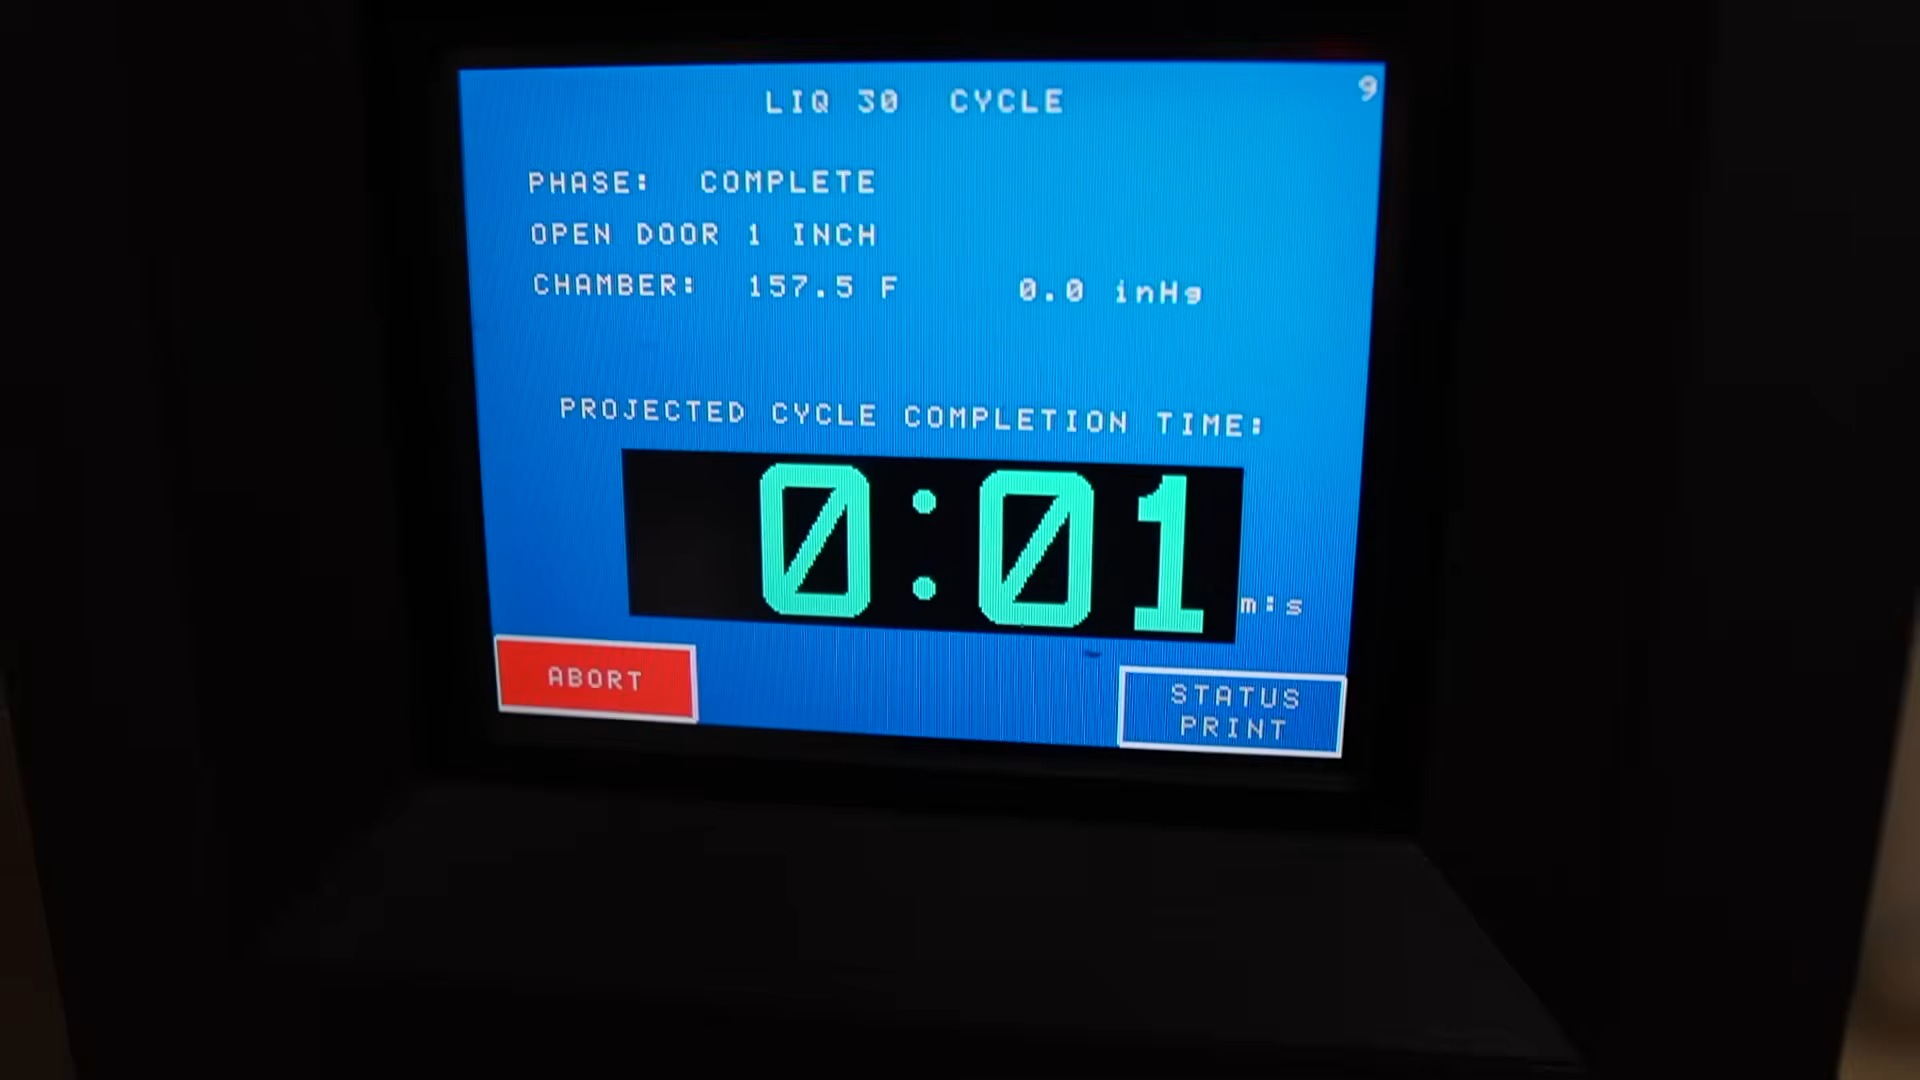 LIQ 30 CYCLE
9
PHASE: COMPLETE
OPEN DOOR 1 INCH
CHAMBER: 157.5 F 0.0 inHg
PROJECTED CYCLE COMPLETION TIME:
0:01 m:s
ABORT
STATUS
PRINT